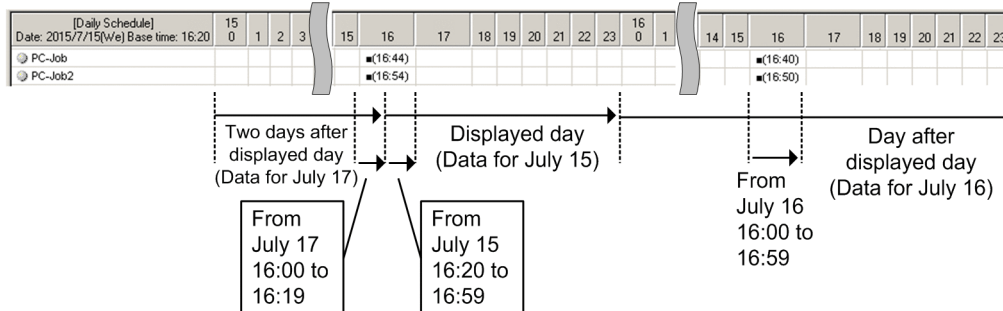 [Daily Schedule]
Date: 2015/7/15(We) Base time: 16:20
15
0 1 2 3 15 16 17 18 19 20 21 22 23
16
0 1 14 15 16 17 18 19 20 21 22 23
PC-Job ■(16:44) ■(16:40)
PC-Job2 ■(16:54) ■(16:50)
Two days after
displayed day
(Data for July 17)
Displayed day
(Data for July 15)
Day after
displayed day
(Data for July 16)
From
July 17
16:00 to
16:19
From
July 15
16:20 to
16:59
From
July 16
16:00 to
16:59